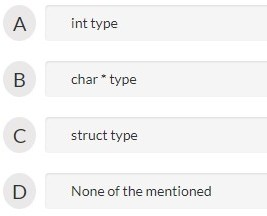 A int type
B char * type
C struct type
D None of the mentioned